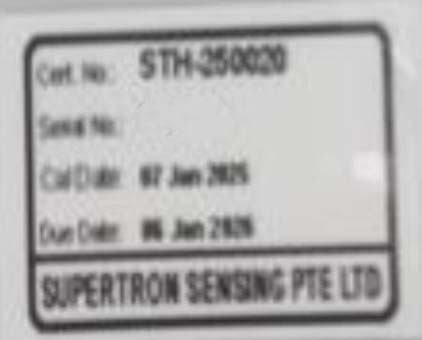 Cert. No.: STH-250020
Serial No.:
Cal Date: 07 Jan 2025
Due Date: 06 Jan 2026
SUPERTRON SENSING PTE LTD